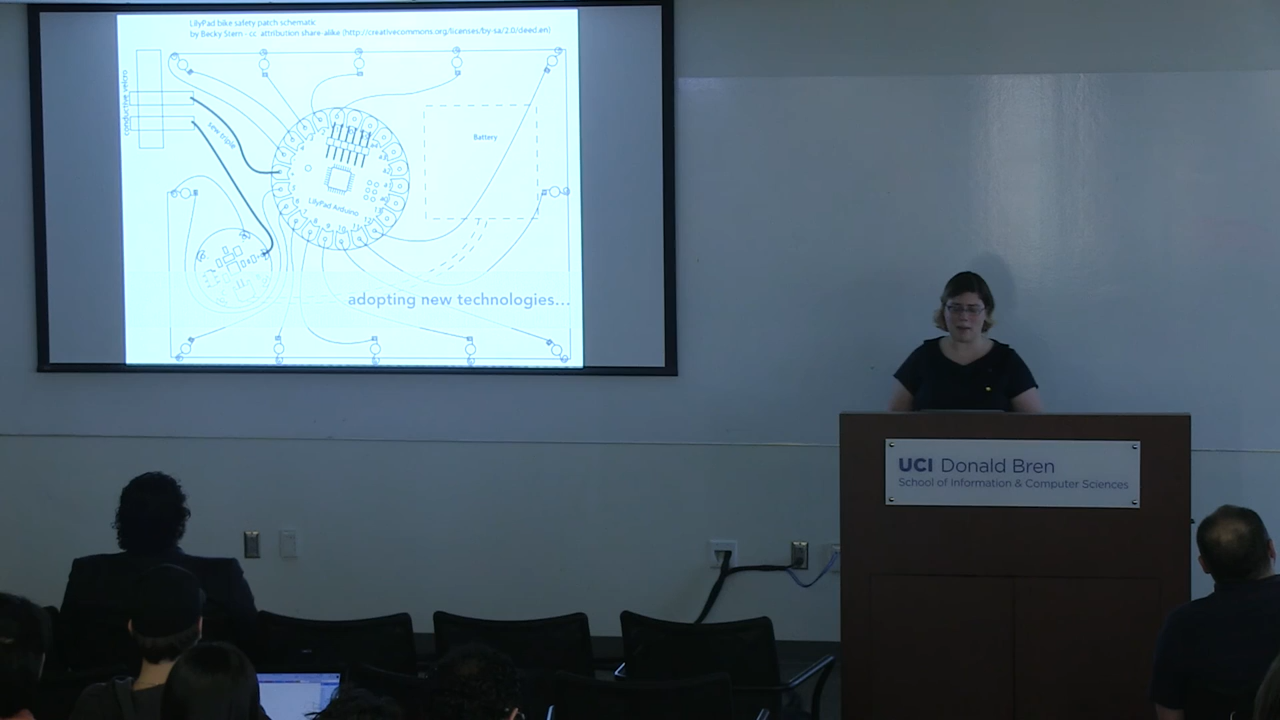 LilyPad bike safety patch schematic
by Becky Stern - cc attribution share alike (http://creativecommons.org/licenses/by-sa/2.0/deed.en)
conductive velcro
sew triple
Battery
LilyPad Arduino
adopting new technologies...
UCI Donald Bren
School of Information & Computer Sciences